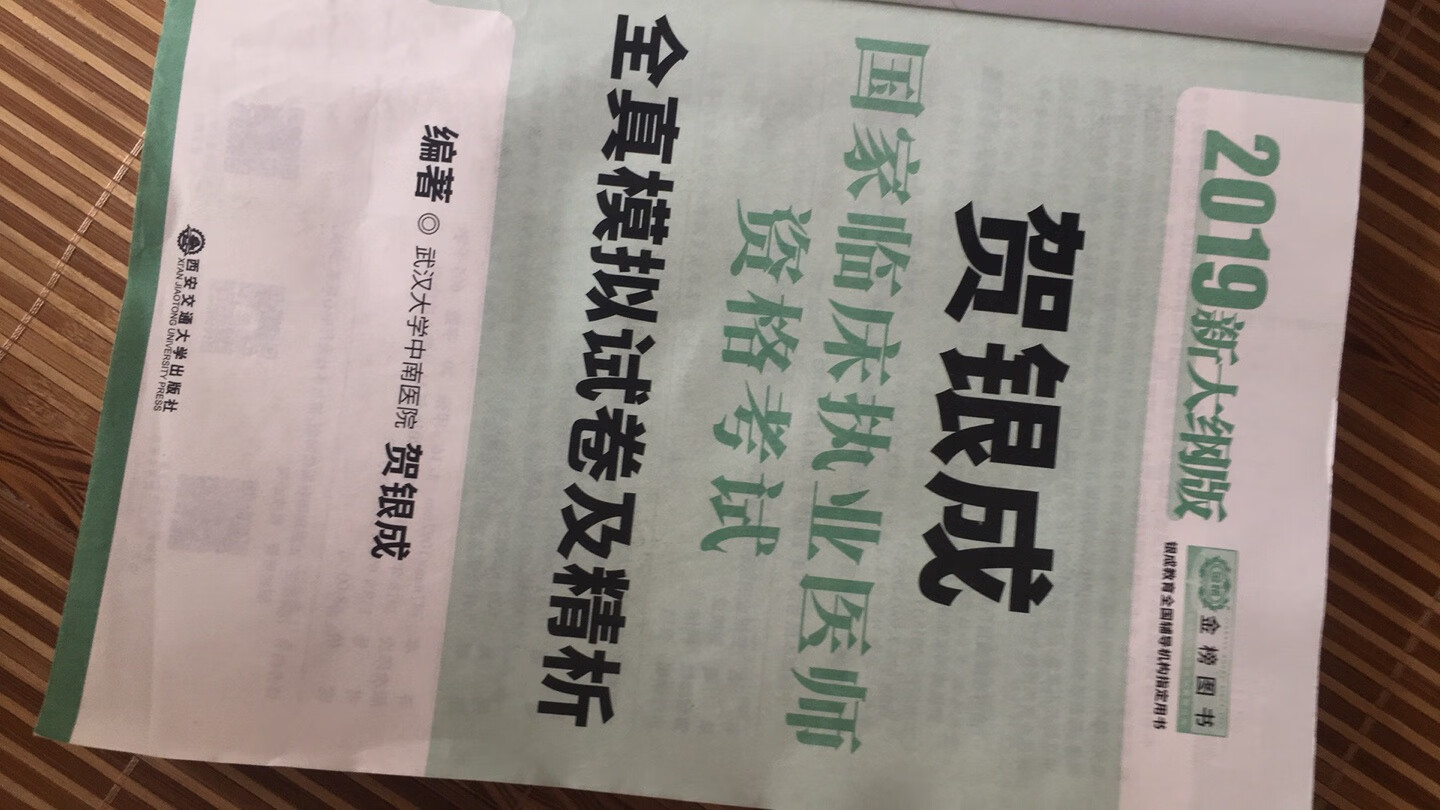 2019新大纲版
金榜图书
银成教育全国辅导机构指定用书
贺银成
国家临床执业医师
资格考试
全真模拟试卷及精析
编著◎武汉大学中南医院 贺银成
西安交通大学出版社
XI'AN JIAOTONG UNIVERSITY PRESS